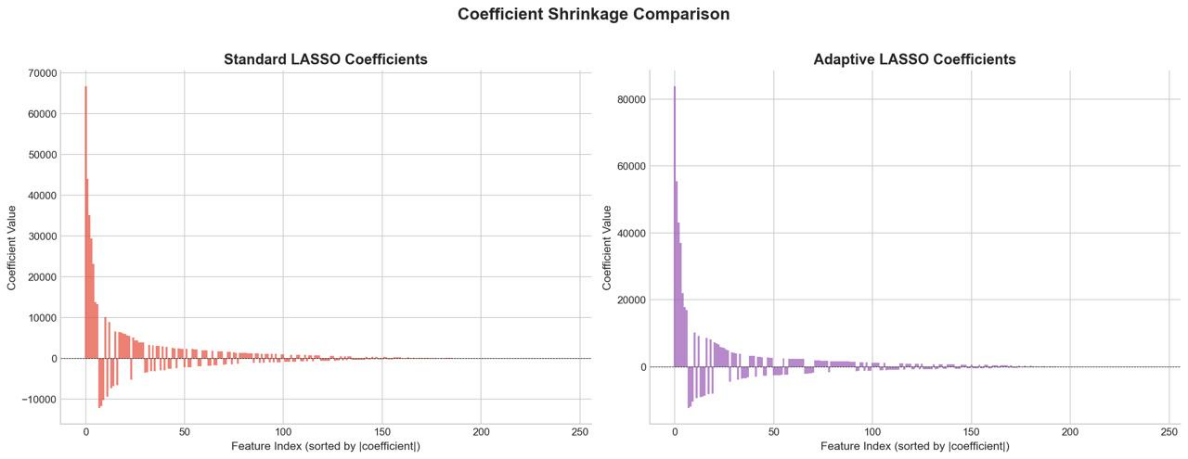 Coefficient Shrinkage Comparison
Standard LASSO Coefficients
70000
60000
50000
40000
30000
20000
10000
0
−10000
Coefficient Value
0 50 100 150 200 250
Feature Index (sorted by |coefficient|)
Adaptive LASSO Coefficients
80000
60000
40000
20000
0
Coefficient Value
0 50 100 150 200 250
Feature Index (sorted by |coefficient|)